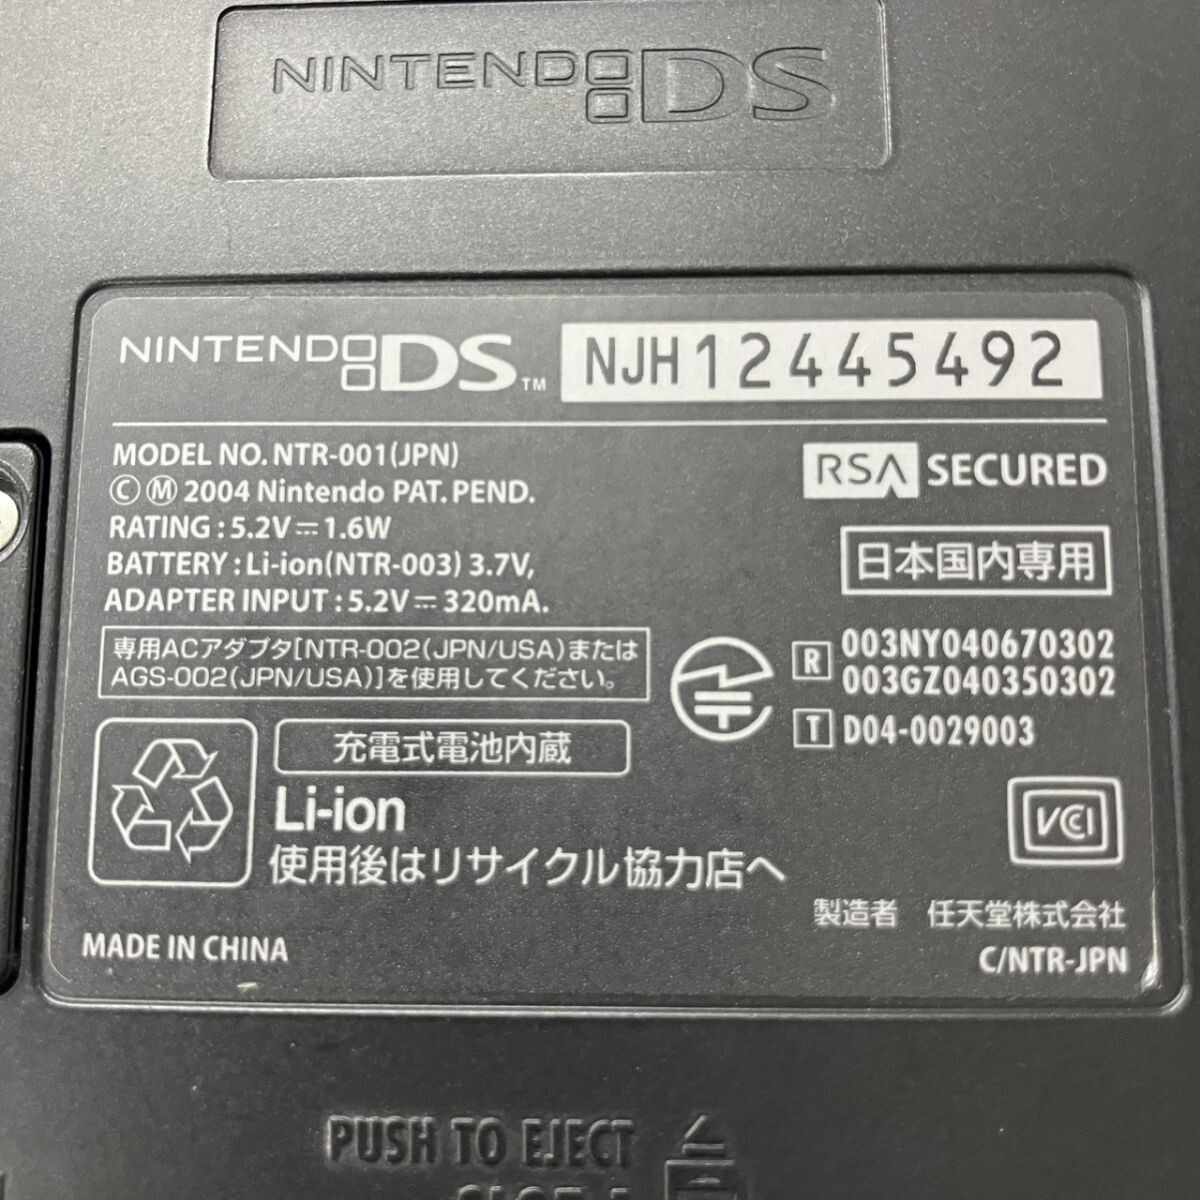 NINTENDO DS
NINTENDO DS™ NJH12445492
MODEL NO. NTR-001(JPN)
Ⓒ Ⓜ 2004 Nintendo PAT. PEND.
RATING : 5.2V⎓1.6W
BATTERY : Li-ion(NTR-003) 3.7V,
ADAPTER INPUT : 5.2V⎓320mA.
RSA SECURED
日本国内専用
専用ACアダプタ[NTR-002(JPN/USA)または
AGS-002(JPN/USA)]を使用してください。
R 003NY040670302
003GZ040350302
T D04-0029003
充電式電池内蔵
Li-ion
使用後はリサイクル協力店へ
VCCI
製造者 任天堂株式会社
MADE IN CHINA
C/NTR-JPN
PUSH TO EJECT